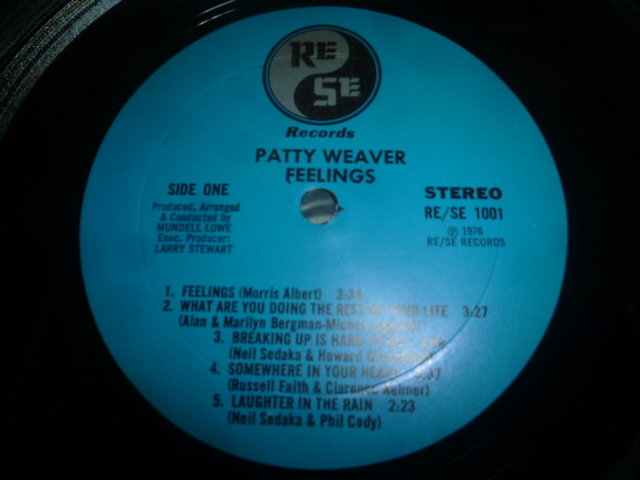 RE
SE
Records
PATTY WEAVER
FEELINGS
SIDE ONE
Produced, Arranged
& Conducted by
MUNDELL LOWE
Exec. Producer:
LARRY STEWART
STEREO
RE/SE 1001
℗ 1976
RE/SE RECORDS
1. FEELINGS (Morris Albert) 3:34
2. WHAT ARE YOU DOING THE REST OF YOUR LIFE 3:27
(Alan & Marilyn Bergman-Michel
3. BREAKING UP IS HARD
(Neil Sedaka & Howard
4. SOMEWHERE IN YOUR HEART
(Russell Faith & Clarence Kehner)
5. LAUGHTER IN THE RAIN 2:23
(Neil Sedaka & Phil Cody)